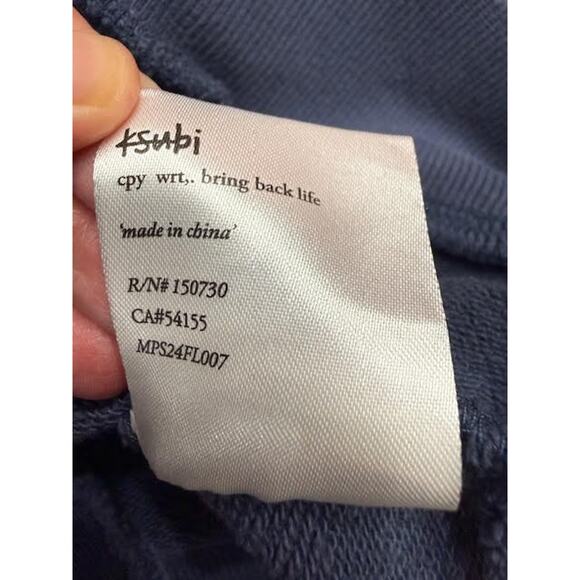 ksubi
cpy wrt,. bring back life
'made in china'
R/N# 150730
CA#54155
MPS24FL007